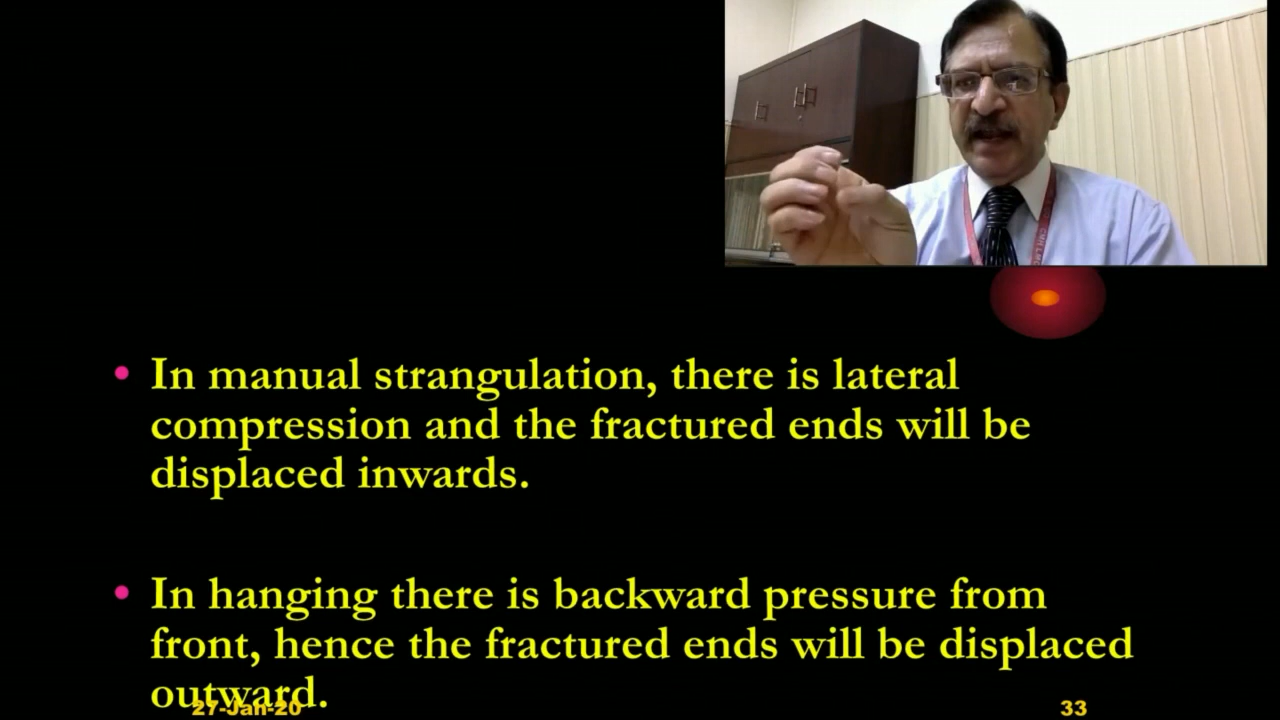 • In manual strangulation, there is lateral
compression and the fractured ends will be
displaced inwards.
• In hanging there is backward pressure from
front, hence the fractured ends will be displaced
outward.
27-Jan-20
33